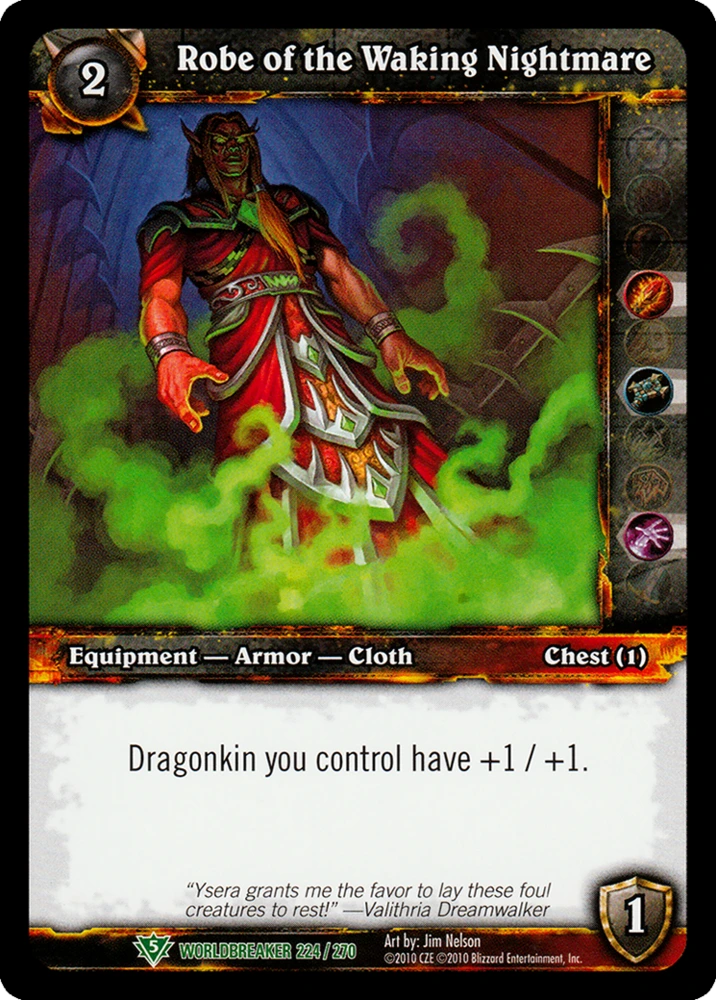 2
Robe of the Waking Nightmare
Equipment — Armor — Cloth
Chest (1)
Dragonkin you control have +1 / +1.
“Ysera grants me the favor to lay these foul
creatures to rest!” —Valithria Dreamwalker
1
5
WORLDBREAKER 224 / 270
Art by: Jim Nelson
©2010 CZE ©2010 Blizzard Entertainment, Inc.